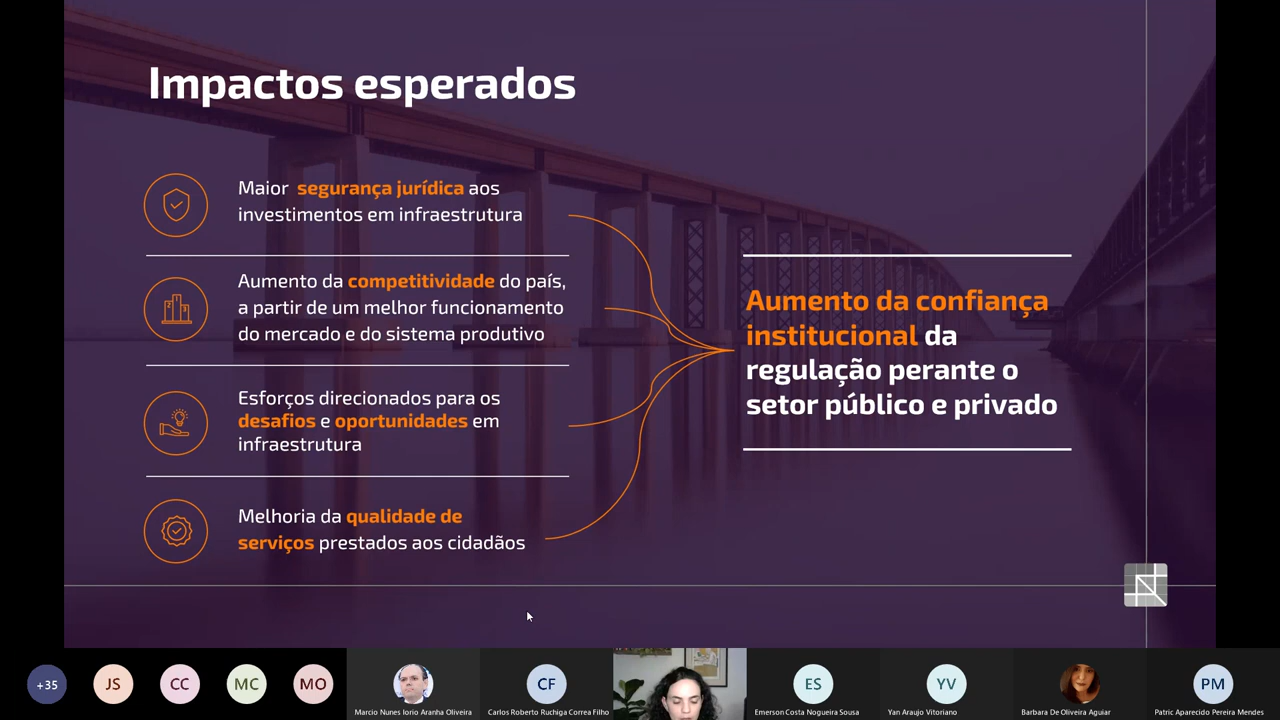 Impactos esperados
Maior segurança jurídica aos
investimentos em infraestrutura
Aumento da competitividade do país,
a partir de um melhor funcionamento
do mercado e do sistema produtivo
Esforços direcionados para os
desafios e oportunidades em
infraestrutura
Melhoria da qualidade de
serviços prestados aos cidadãos
Aumento da confiança
institucional da
regulação perante o
setor público e privado
+35
JS
CC
MC
MO
Marcio Nunes Iorio Aranha Oliveira
CF
Carlos Roberto Ruchiga Correa Filho
ES
Emerson Costa Nogueira Sousa
YV
Yan Araujo Vitoriano
Barbara De Oliveira Aguiar
PM
Patric Aparecido Pereira Mendes